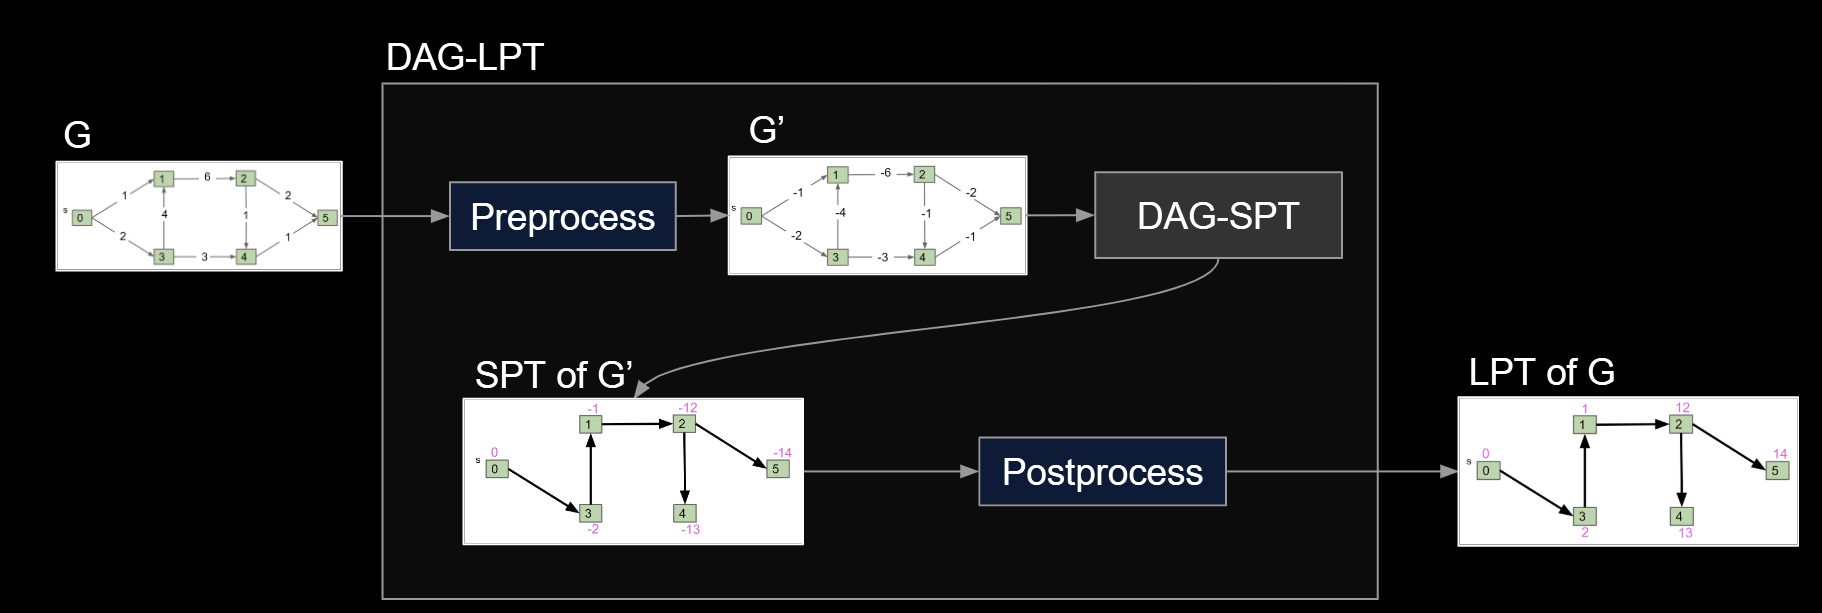 DAG-LPT
G
s 0 1 2 3 4 5
1 6 2 4 1 2 3 1
Preprocess
G’
s 0 1 2 3 4 5
-1 -6 -2 -4 -1 -2 -3 -1
DAG-SPT
SPT of G’
-1 -12
1 2
0 -14
s 0 5
3 4
-2 -13
Postprocess
LPT of G
1 12
1 2
0 14
s 0 5
3 4
2 13